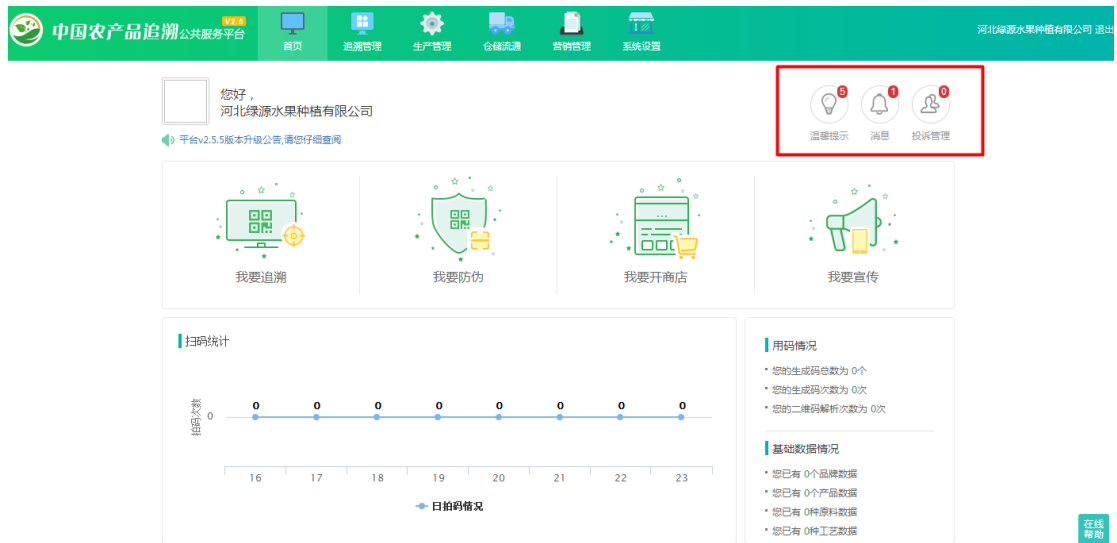 中国农产品追溯公共服务平台 V2.5
首页 追溯管理 生产管理 仓储流通 营销管理 系统设置
河北绿源水果种植有限公司 退出
您好，
河北绿源水果种植有限公司
平台v2.5.5版本升级公告,请您仔细查阅
5 1 0
温馨提示 消息 投诉管理
我要追溯 我要防伪 我要开商店 我要宣传
扫码统计
拍码次数
0
0 0 0 0 0 0 0 0
16 17 18 19 20 21 22 23
日拍码情况
用码情况
您的生成码总数为 0个
您的生成码次数为 0次
您的二维码解析次数为 0次
基础数据情况
您已有 0个品牌数据
您已有 0个产品数据
您已有 0种原料数据
您已有 0种工艺数据
在线
帮助